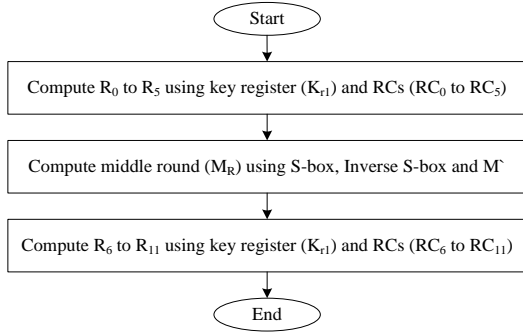 Start
Compute R₀ to R₅ using key register (Kᵣ₁) and RCs (RC₀ to RC₅)
Compute middle round (M_R) using S-box, Inverse S-box and M`
Compute R₆ to R₁₁ using key register (Kᵣ₁) and RCs (RC₆ to RC₁₁)
End